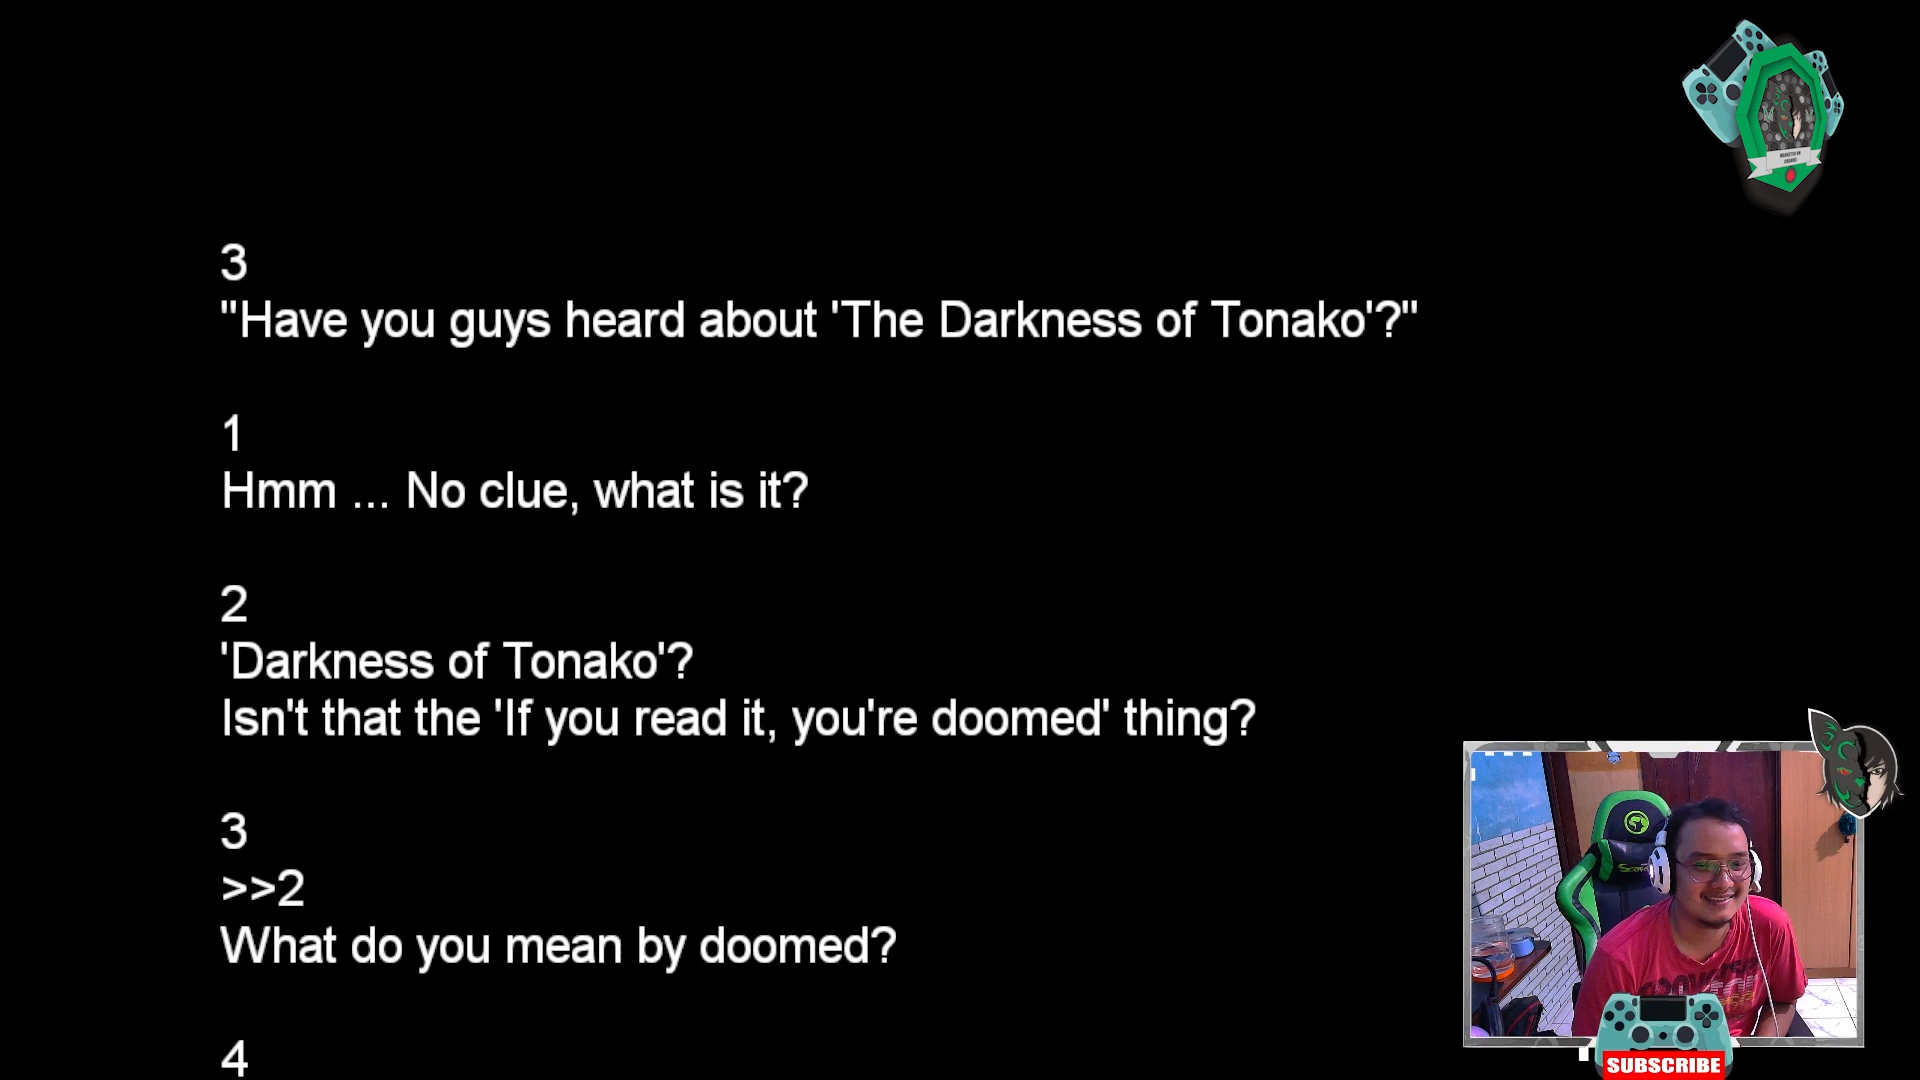 3
"Have you guys heard about 'The Darkness of Tonako'?"
1
Hmm ... No clue, what is it?
2
'Darkness of Tonako'?
Isn't that the 'If you read it, you're doomed' thing?
3
>>2
What do you mean by doomed?
4
SUBSCRIBE